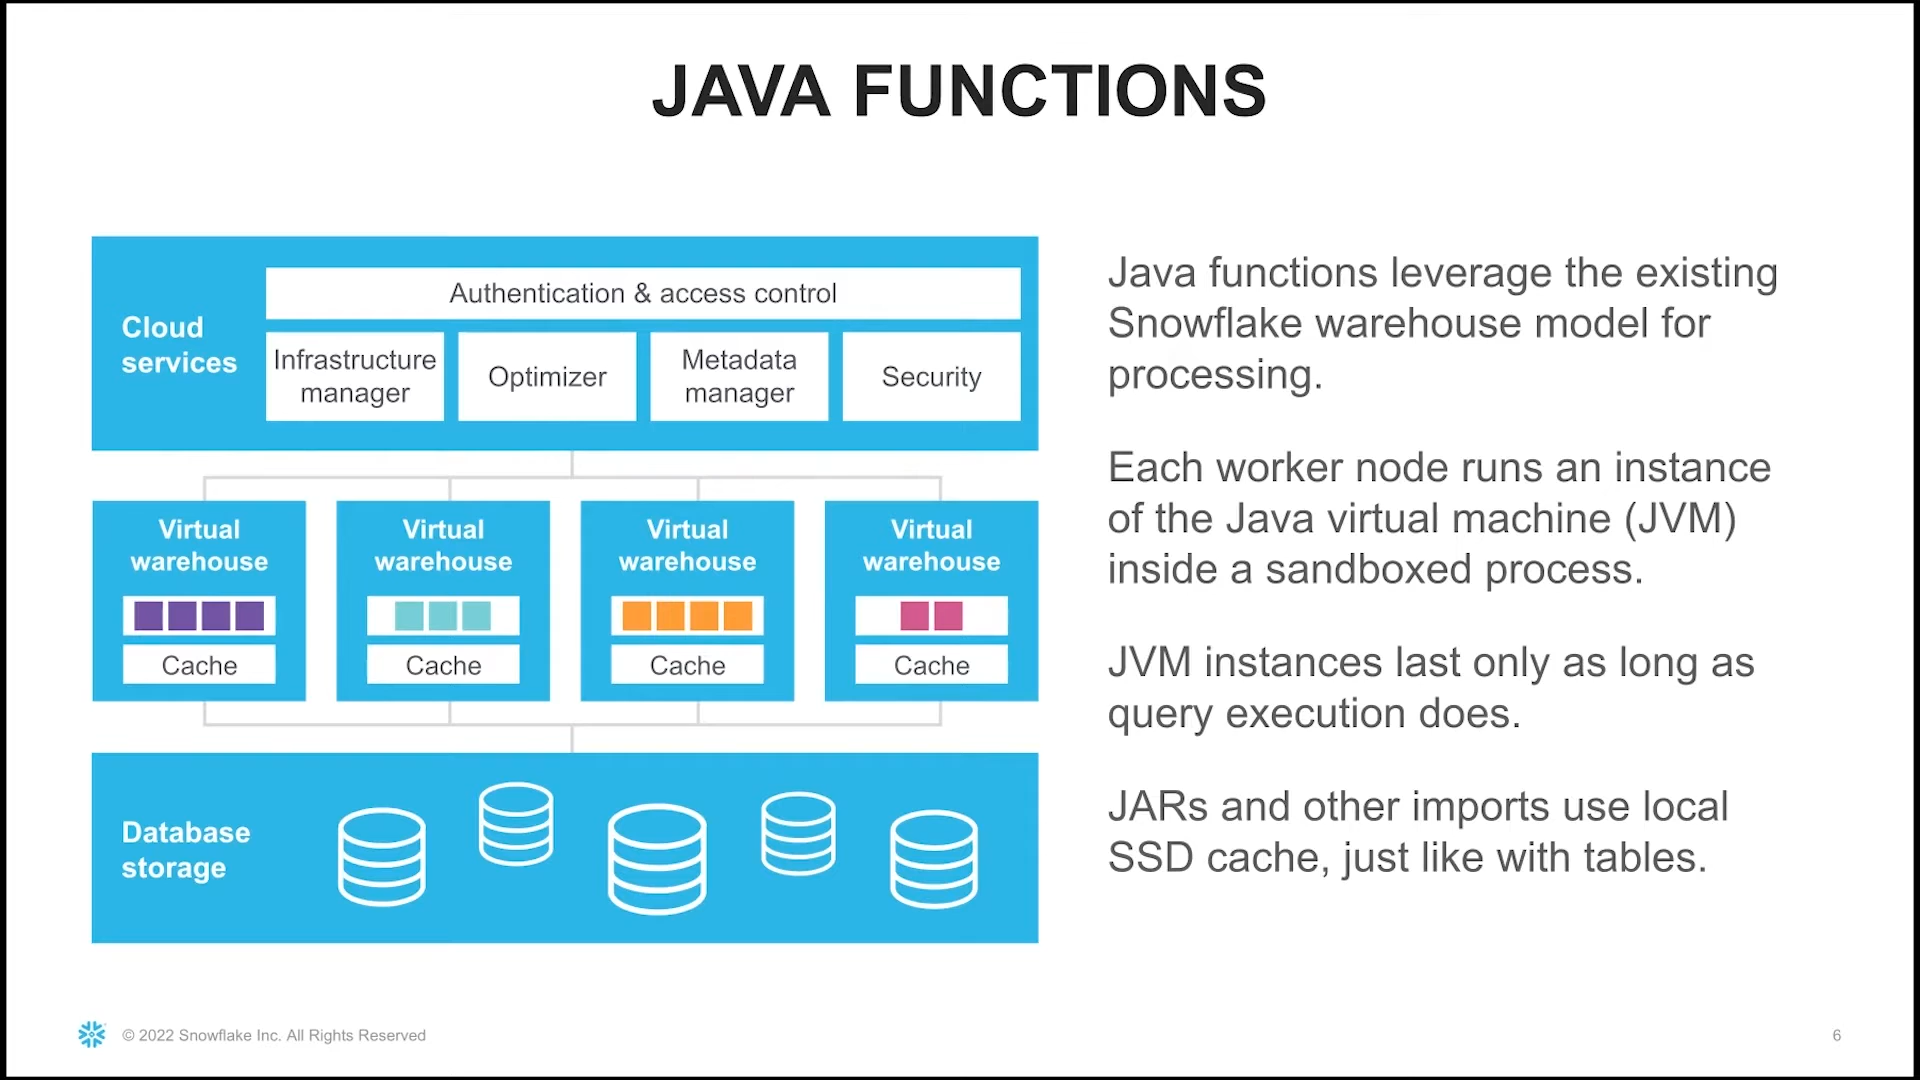 JAVA FUNCTIONS
Cloud
services
Authentication & access control
Infrastructure
manager
Optimizer
Metadata
manager
Security
Virtual
warehouse
Cache
Virtual
warehouse
Cache
Virtual
warehouse
Cache
Virtual
warehouse
Cache
Database
storage
Java functions leverage the existing
Snowflake warehouse model for
processing.
Each worker node runs an instance
of the Java virtual machine (JVM)
inside a sandboxed process.
JVM instances last only as long as
query execution does.
JARs and other imports use local
SSD cache, just like with tables.
© 2022 Snowflake Inc. All Rights Reserved
6